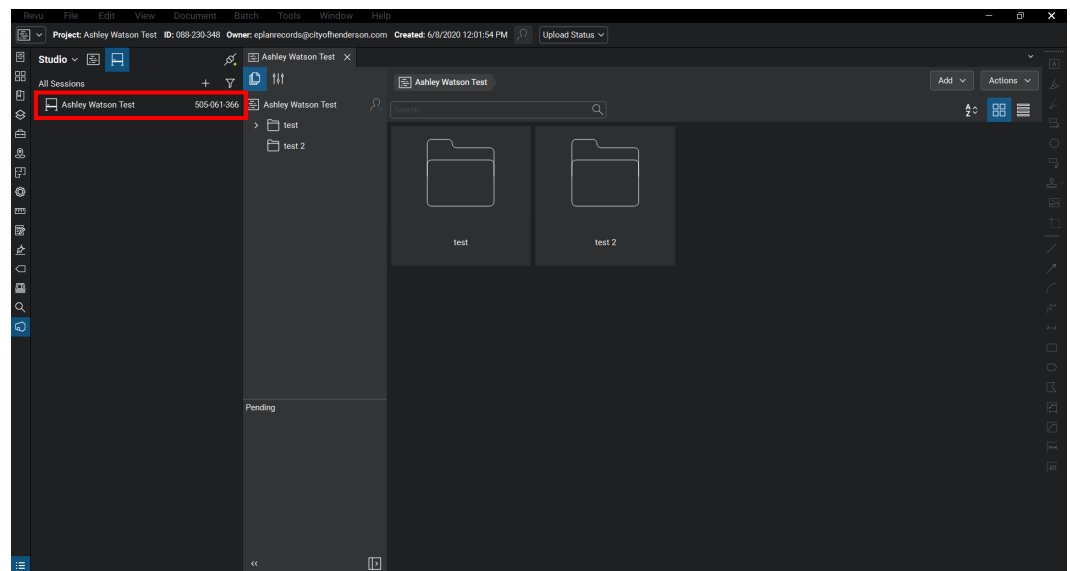 Revu File Edit View Document Batch Tools Window Help
Project: Ashley Watson Test ID: 088-230-348 Owner: eplanrecords@cityofhenderson.com Created: 6/8/2020 12:01:54 PM Upload Status
Studio
Ashley Watson Test
All Sessions
Ashley Watson Test
Add
Actions
Ashley Watson Test 505-061-366
Ashley Watson Test
Search
test
test 2
test
test 2
Pending